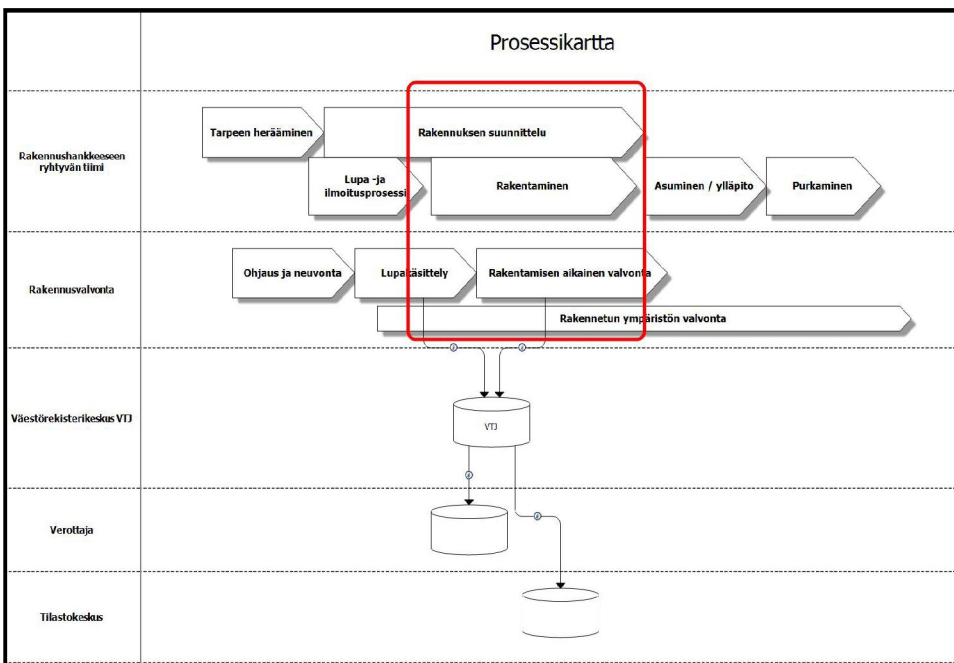 Prosessikartta
Rakennushankkeeseen
ryhtyvän tiimi
Tarpeen herääminen
Rakennuksen suunnittelu
Lupa -ja
ilmoitusprosessi
Rakentaminen
Asuminen / ylläpito
Purkaminen
Rakennusvalvonta
Ohjaus ja neuvonta
Lupakäsittely
Rakentamisen aikainen valvonta
Rakennetun ympäristön valvonta
Väestörekisterikeskus VTJ
VTJ
Verottaja
Tilastokeskus